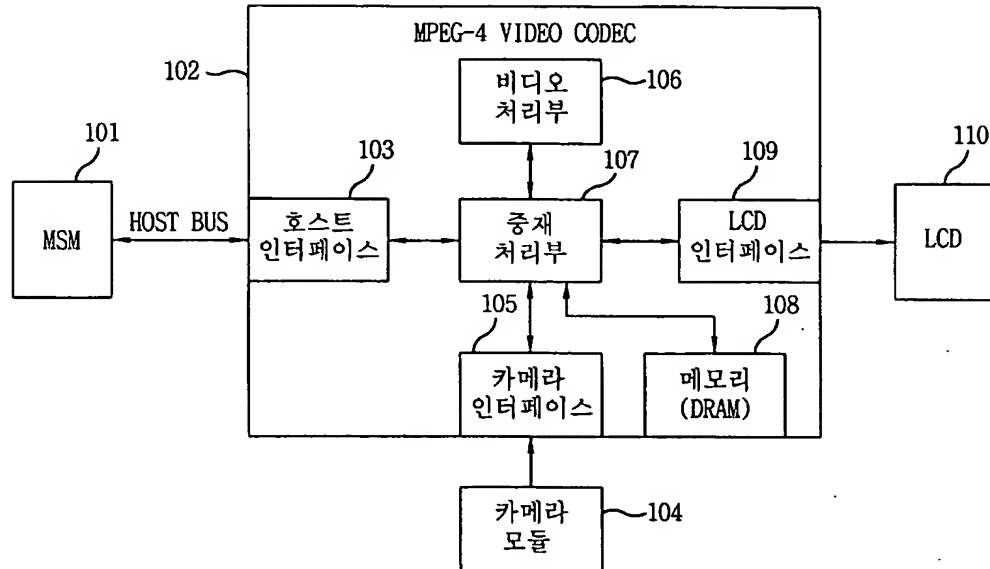 MPEG-4 VIDEO CODEC
102
비디오
처리부
106
101
103
107
109
110
MSM
HOST BUS
호스트
인터페이스
중재
처리부
LCD
인터페이스
LCD
105
108
카메라
인터페이스
메모리
(DRAM)
카메라
모듈
104